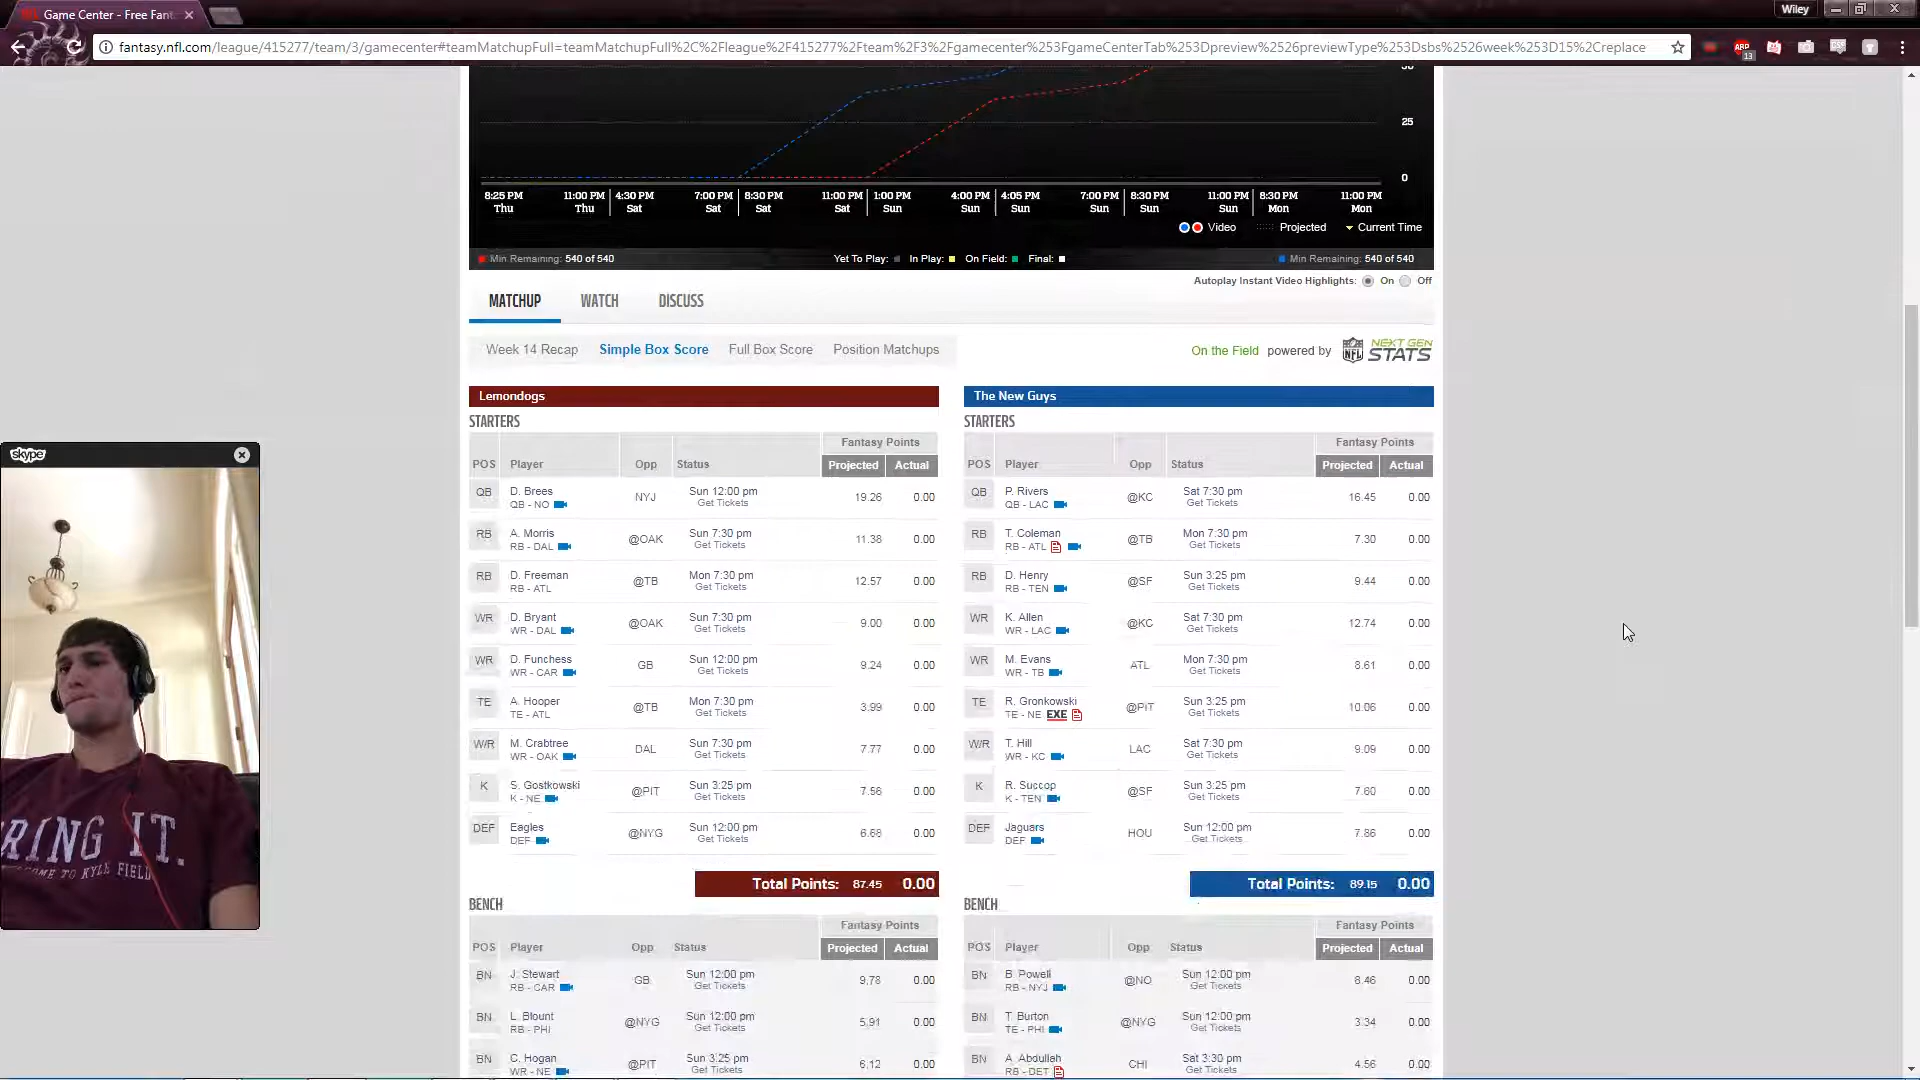 Game Center - Free Fant
Wiley
fantasy.nfl.com/league/415277/team/3/gamecenter#teamMatchupFull=teamMatchupFull%2C%2Fleague%2F415277%2Fteam%2F3%2Fgamecenter%253FgameCenterTab%253Dpreview%2526previewType%253Dsbs%2526week%253D15%2Creplace
ABP
13
50
25
0
8:25 PM 11:00 PM 4:30 PM 7:00 PM 8:30 PM 11:00 PM 1:00 PM 4:00 PM 4:05 PM 7:00 PM 8:30 PM 11:00 PM 8:30 PM 11:00 PM
Thu Thu Sat Sat Sat Sat Sun Sun Sun Sun Sun Sun Mon Mon
Video Projected Current Time
Min Remaining: 540 of 540 Yet To Play: In Play: On Field: Final: Min Remaining: 540 of 540
Autoplay Instant Video Highlights: On Off
MATCHUP WATCH DISCUSS
Week 14 Recap Simple Box Score Full Box Score Position Matchups
On the Field powered by NFL NEXT GEN STATS
Lemondogs
STARTERS
Fantasy Points
POS Player Opp Status Projected Actual
QB D. Brees NYJ Sun 12:00 pm 19.26 0.00
QB - NO Get Tickets
RB A. Morris @OAK Sun 7:30 pm 11.38 0.00
RB - DAL Get Tickets
RB D. Freeman @TB Mon 7:30 pm 12.57 0.00
RB - ATL Get Tickets
WR D. Bryant @OAK Sun 7:30 pm 9.00 0.00
WR - DAL Get Tickets
WR D. Funchess GB Sun 12:00 pm 9.24 0.00
WR - CAR Get Tickets
TE A. Hooper @TB Mon 7:30 pm 3.99 0.00
TE - ATL Get Tickets
W/R M. Crabtree DAL Sun 7:30 pm 7.77 0.00
WR - OAK Get Tickets
K S. Gostkowski @PIT Sun 3:25 pm 7.56 0.00
K - NE Get Tickets
DEF Eagles @NYG Sun 12:00 pm 6.68 0.00
DEF Get Tickets
Total Points: 87.45 0.00
BENCH
Fantasy Points
POS Player Opp Status Projected Actual
BN J. Stewart GB Sun 12:00 pm 9.78 0.00
RB - CAR Get Tickets
BN L. Blount @NYG Sun 12:00 pm 5.91 0.00
RB - PHI Get Tickets
BN C. Hogan @PIT Sun 3:25 pm 6.12 0.00
WR - NE Get Tickets
The New Guys
STARTERS
Fantasy Points
POS Player Opp Status Projected Actual
QB P. Rivers @KC Sat 7:30 pm 16.45 0.00
QB - LAC Get Tickets
RB T. Coleman @TB Mon 7:30 pm 7.30 0.00
RB - ATL Get Tickets
RB D. Henry @SF Sun 3:25 pm 9.44 0.00
RB - TEN Get Tickets
WR K. Allen @KC Sat 7:30 pm 12.74 0.00
WR - LAC Get Tickets
WR M. Evans ATL Mon 7:30 pm 8.61 0.00
WR - TB Get Tickets
TE R. Gronkowski @PIT Sun 3:25 pm 10.06 0.00
TE - NE EXE Get Tickets
W/R T. Hill LAC Sat 7:30 pm 9.09 0.00
WR - KC Get Tickets
K R. Succop @SF Sun 3:25 pm 7.60 0.00
K - TEN Get Tickets
DEF Jaguars HOU Sun 12:00 pm 7.86 0.00
DEF Get Tickets
Total Points: 89.15 0.00
BENCH
Fantasy Points
POS Player Opp Status Projected Actual
BN B. Powell @NO Sun 12:00 pm 8.46 0.00
RB - NYJ Get Tickets
BN T. Burton @NYG Sun 12:00 pm 3.34 0.00
TE - PHI Get Tickets
BN A. Abdullah CHI Sat 3:30 pm 4.56 0.00
RB - DET Get Tickets
skype
RING IT.
COME TO KYLE FIELD